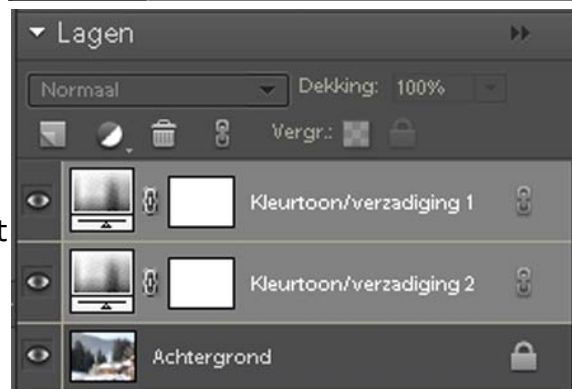 Lagen
Normaal Dekking: 100%
Vergr.:
Kleurtoon/verzadiging 1
t
Kleurtoon/verzadiging 2
Achtergrond